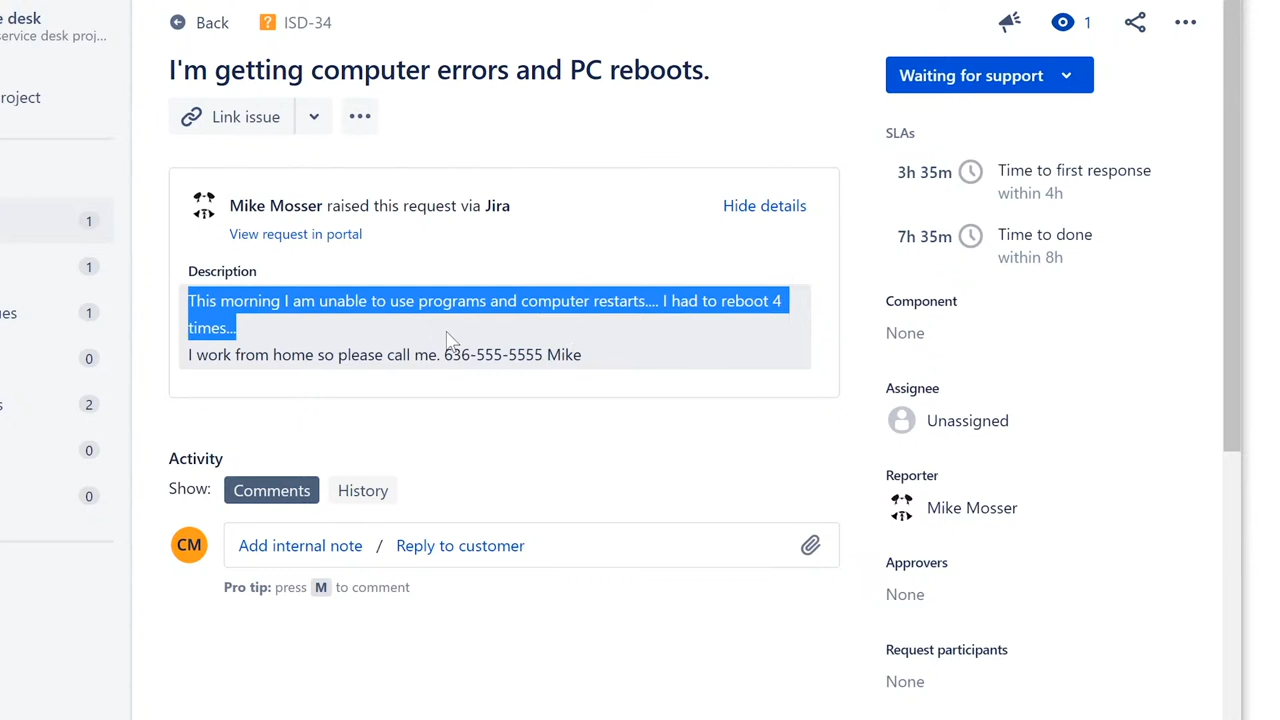 e desk
service desk proj...
roject
1
1
ues
1
0
s
2
0
0
Back
? ISD-34
1
I'm getting computer errors and PC reboots.
Link issue
Mike Mosser raised this request via Jira
Hide details
View request in portal
Description
This morning I am unable to use programs and computer restarts.... I had to reboot 4
times...
I work from home so please call me. 636-555-5555 Mike
Activity
Show:
Comments
History
CM
Add internal note / Reply to customer
Pro tip: press M to comment
Waiting for support
SLAs
3h 35m
Time to first response
within 4h
7h 35m
Time to done
within 8h
Component
None
Assignee
Unassigned
Reporter
Mike Mosser
Approvers
None
Request participants
None